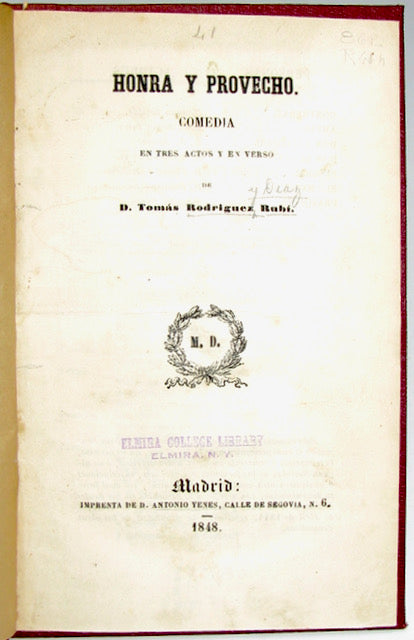 41
HONRA Y PROVECHO.
COMEDIA
EN TRES ACTOS Y EN VERSO
DE
y Diaz
D. Tomás Rodriguez Rubí.
M. D.
ELMIRA COLLEGE LIBRARY
ELMIRA, N. Y.
Madrid:
IMPRENTA DE D. ANTONIO YENES, CALLE DE SEGOVIA, N. 6.
1848.